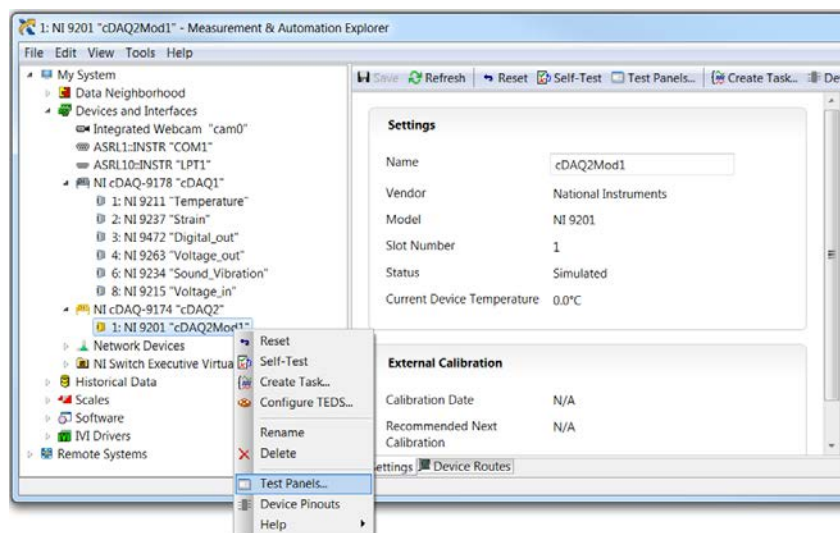 1: NI 9201 "cDAQ2Mod1" - Measurement & Automation Explorer
File Edit View Tools Help
My System
Data Neighborhood
Devices and Interfaces
Integrated Webcam "cam0"
ASRL1::INSTR "COM1"
ASRL10::INSTR "LPT1"
NI cDAQ-9178 "cDAQ1"
1: NI 9211 "Temperature"
2: NI 9237 "Strain"
3: NI 9472 "Digital_out"
4: NI 9263 "Voltage_out"
6: NI 9234 "Sound_Vibration"
8: NI 9215 "Voltage_in"
NI cDAQ-9174 "cDAQ2"
1: NI 9201 "cDAQ2Mod1"
Network Devices
NI Switch Executive Virtua
Historical Data
Scales
Software
IVI Drivers
Remote Systems
Reset
Self-Test
Create Task...
Configure TEDS...
Rename
Delete
Test Panels...
Device Pinouts
Help
Save Refresh Reset Self-Test Test Panels... Create Task... De
Settings
Name cDAQ2Mod1
Vendor National Instruments
Model NI 9201
Slot Number 1
Status Simulated
Current Device Temperature 0.0°C
External Calibration
Calibration Date N/A
Recommended Next Calibration N/A
ettings Device Routes